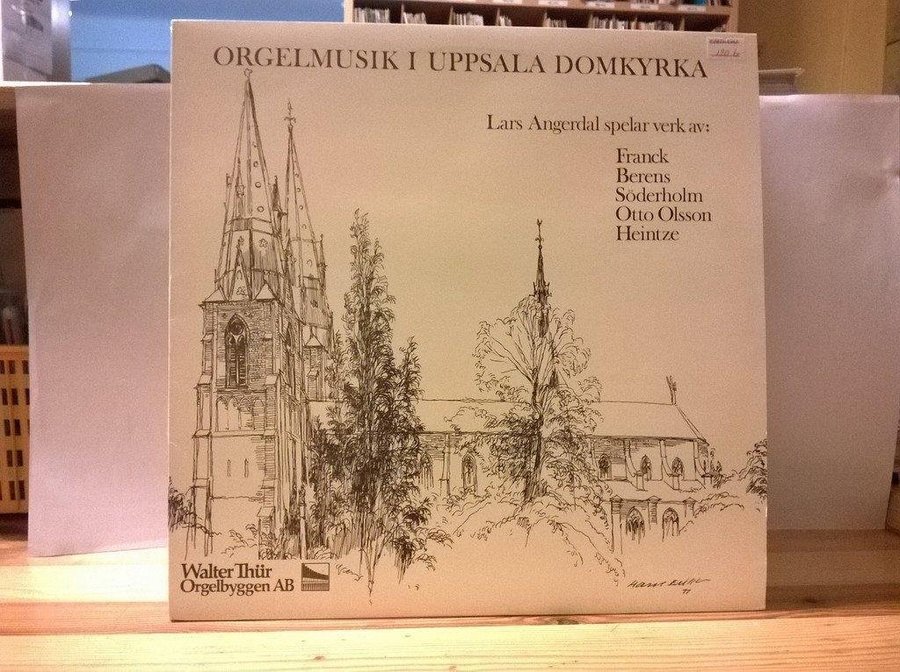 ORGELMUSIK I UPPSALA DOMKYRKA
Lars Angerdal spelar verk av:
Franck
Berens
Söderholm
Otto Olsson
Heintze
Walter Thür
Orgelbyggen AB